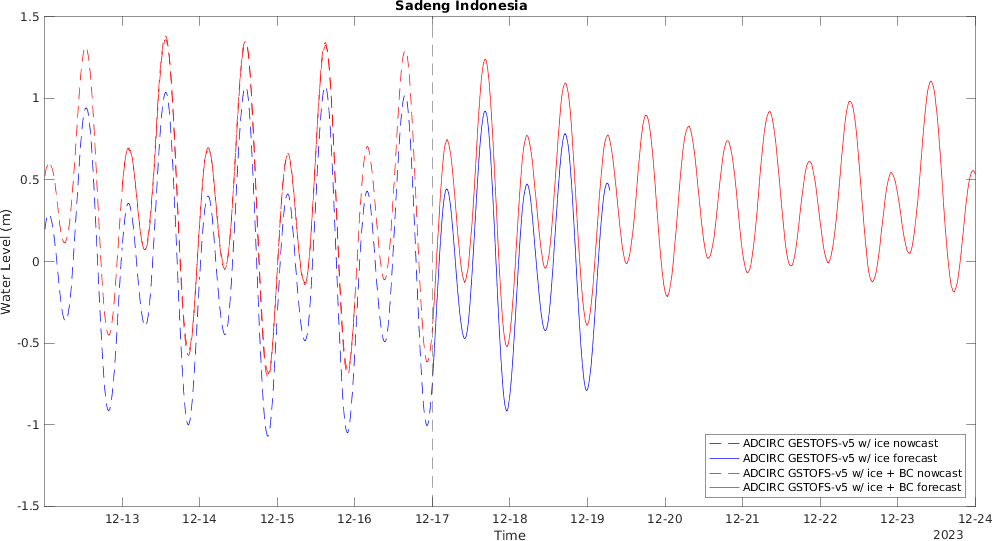 Sadeng Indonesia
1.5
1
0.5
0
-0.5
-1
-1.5
Water Level (m)
12-13
12-14
12-15
12-16
12-17
12-18
12-19
12-20
12-21
12-22
12-23
12-24
2023
Time
ADCIRC GESTOFS-v5 w/ ice nowcast
ADCIRC GESTOFS-v5 w/ ice forecast
ADCIRC GSTOFS-v5 w/ ice + BC nowcast
ADCIRC GSTOFS-v5 w/ ice + BC forecast